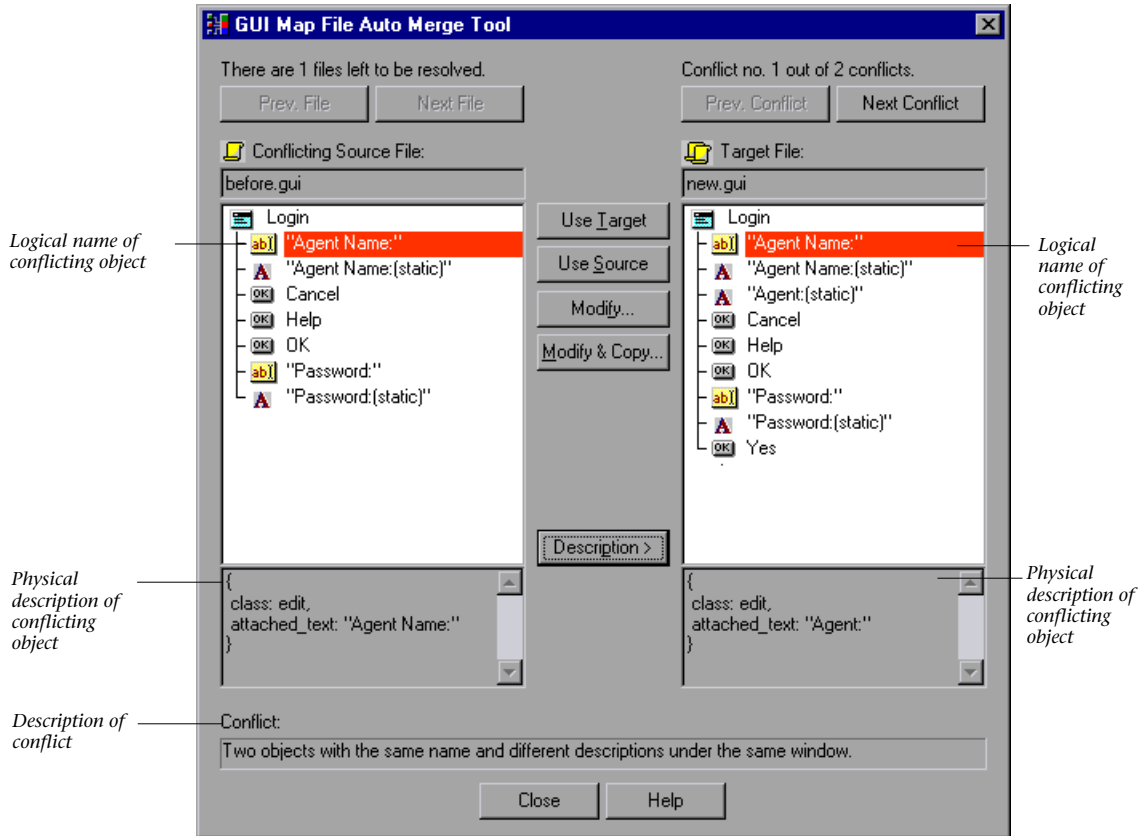 GUI Map File Auto Merge Tool
There are 1 files left to be resolved.
Conflict no. 1 out of 2 conflicts.
Prev. File
Next File
Prev. Conflict
Next Conflict
Conflicting Source File:
Target File:
before.gui
new.gui
Login
"Agent Name:"
"Agent Name:(static)"
Cancel
Help
OK
"Password:"
"Password:(static)"
Use Target
Use Source
Modify...
Modify & Copy...
Description >
Login
"Agent Name:"
"Agent Name:(static)"
"Agent:(static)"
Cancel
Help
OK
"Password:"
"Password:(static)"
Yes
Logical name of
conflicting object
Logical
name of
conflicting
object
Physical
description of
conflicting
object
{
class: edit,
attached_text: "Agent Name:"
}
{
class: edit,
attached_text: "Agent:"
}
Physical
description of
conflicting
object
Description of
conflict
Conflict:
Two objects with the same name and different descriptions under the same window.
Close
Help